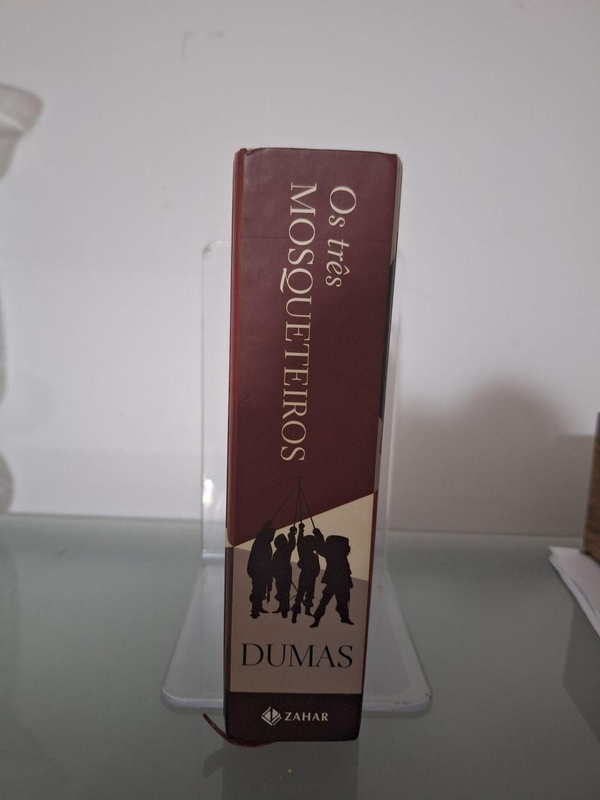 Os três
MOSQUETEIROS
DUMAS
ZAHAR